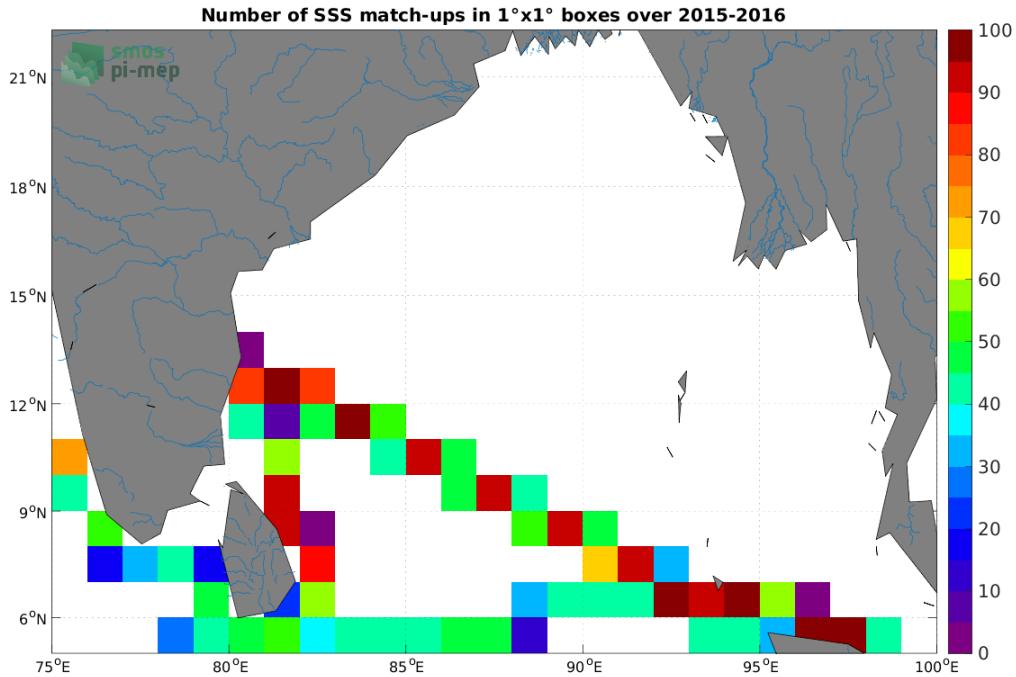 Number of SSS match-ups in 1°x1° boxes over 2015-2016
smos
pi-mep
21°N
18°N
15°N
12°N
9°N
6°N
75°E
80°E
85°E
90°E
95°E
100°E
100
90
80
70
60
50
40
30
20
10
0